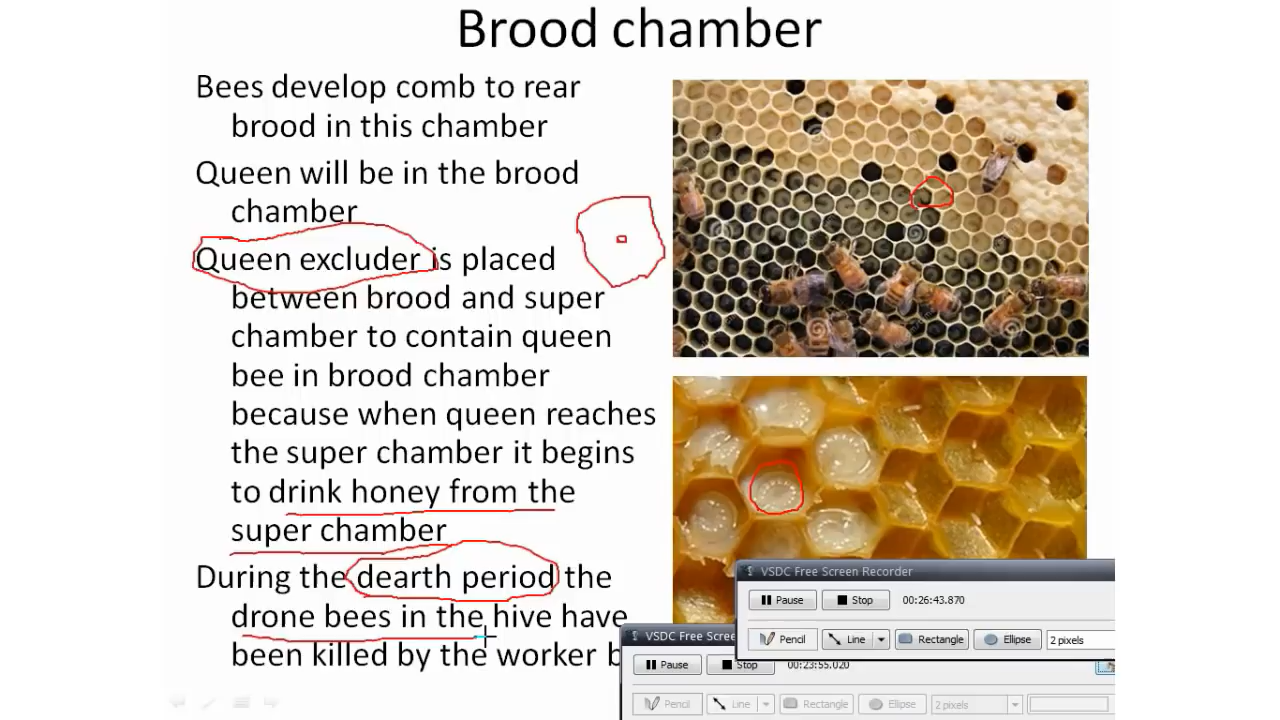 Brood chamber
Bees develop comb to rear
brood in this chamber
Queen will be in the brood
chamber
Queen excluder is placed
between brood and super
chamber to contain queen
bee in brood chamber
because when queen reaches
the super chamber it begins
to drink honey from the
super chamber
During the dearth period the
drone bees in the hive have
been killed by the worker b
VSDC Free Screen Recorder
Pause Stop 00:26:43.870
Pencil Line Rectangle Ellipse 2 pixels
VSDC Free Scree
Pause Stop 00:23:55.020
Pencil Line Rectangle Ellipse 2 pixels